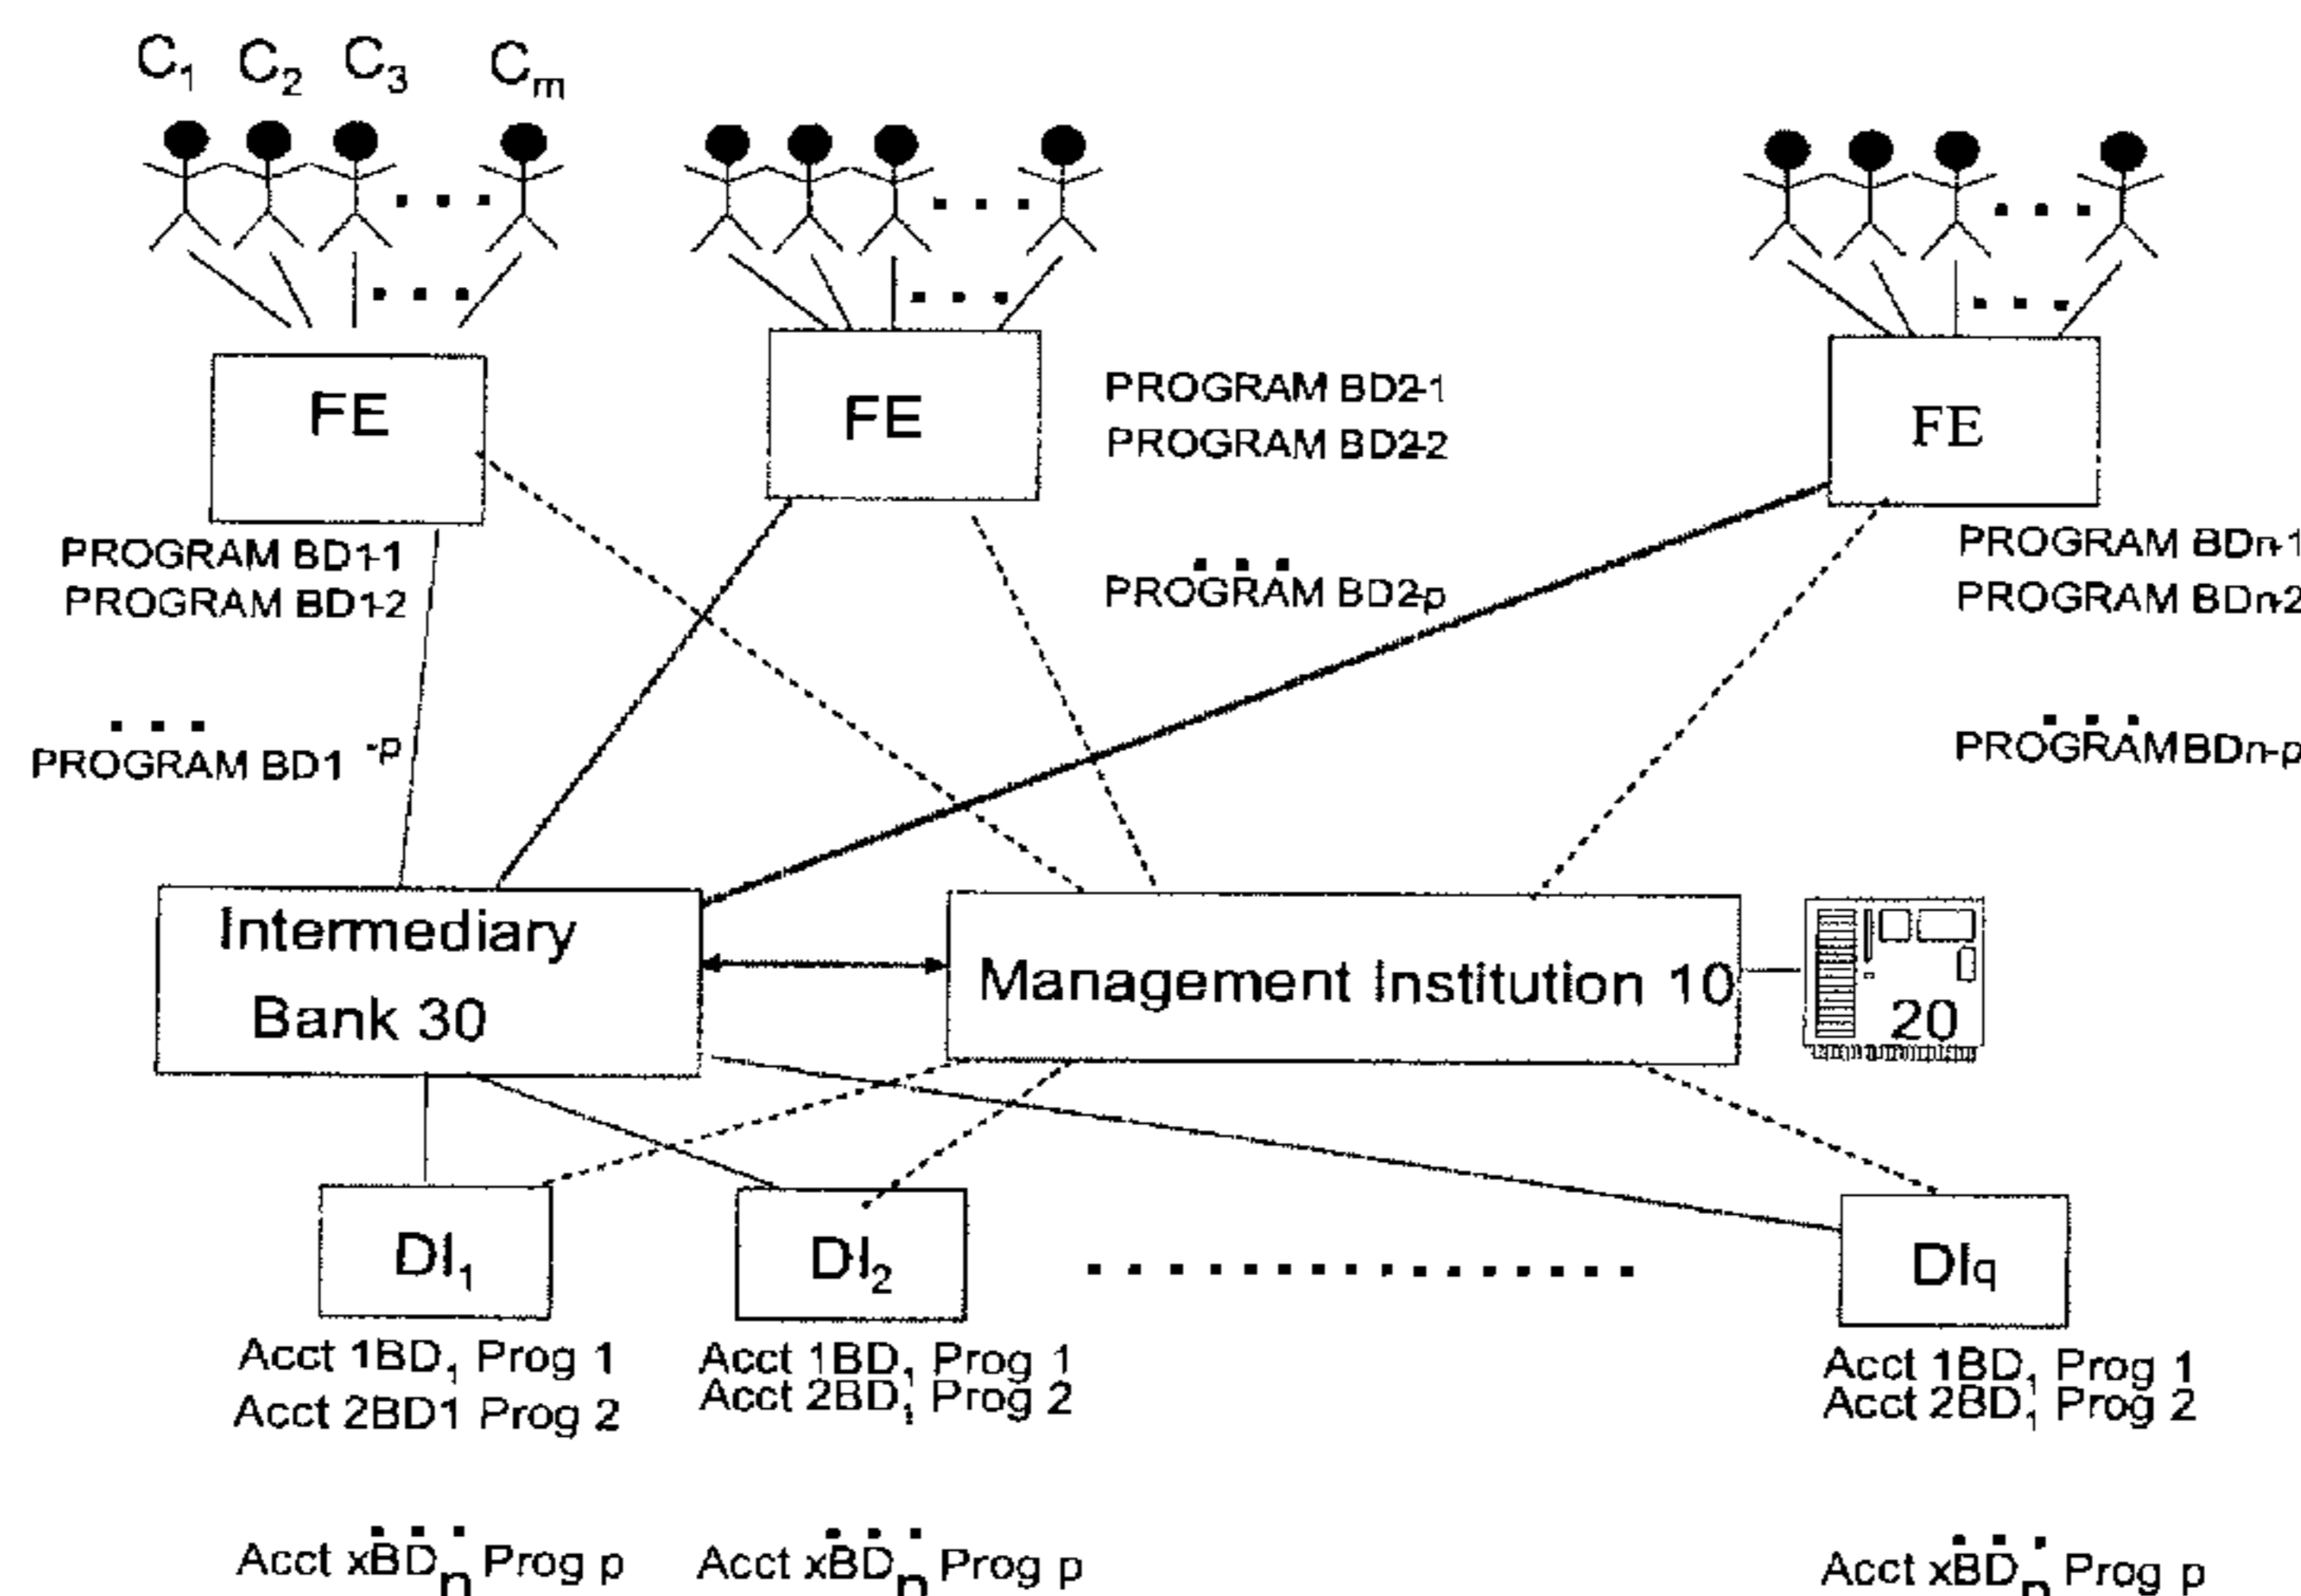 C₁ C₂ C₃ Cₘ
FE
FE
FE
PROGRAM BD2-1
PROGRAM BD2-2
PROGRAM BD2-p
PROGRAM BD1-1
PROGRAM BD1-2
PROGRAM BD1 -p
PROGRAM BDn-1
PROGRAM BDn-2
PROGRAM BDn-p
Intermediary
Bank 30
Management Institution 10
20
DI₁
DI₂
DIq
Acct 1BD₁ Prog 1
Acct 2BD1 Prog 2
Acct xBDₙ Prog p
Acct 1BD₁ Prog 1
Acct 2BD₁ Prog 2
Acct xBDₙ Prog p
Acct 1BD₁ Prog 1
Acct 2BD₁ Prog 2
Acct xBDₙ Prog p